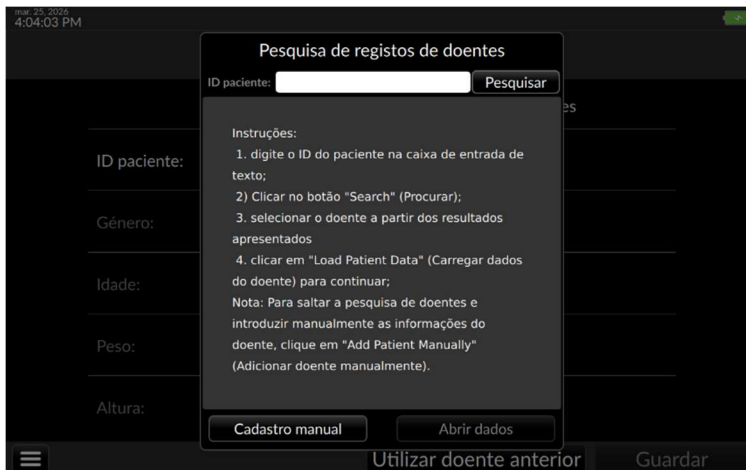 mar. 25, 2026
4:04:03 PM
Pesquisa de registos de doentes
ID paciente:
Pesquisar
es
Instruções:
1. digite o ID do paciente na caixa de entrada de
texto;
2) Clicar no botão "Search" (Procurar);
3. selecionar o doente a partir dos resultados
apresentados
4. clicar em "Load Patient Data" (Carregar dados
do doente) para continuar;
Nota: Para saltar a pesquisa de doentes e
introduzir manualmente as informações do
doente, clique em "Add Patient Manually"
(Adicionar doente manualmente).
Cadastro manual
Abrir dados
ID paciente:
Género:
Idade:
Peso:
Altura:
Utilizar doente anterior
Guardar